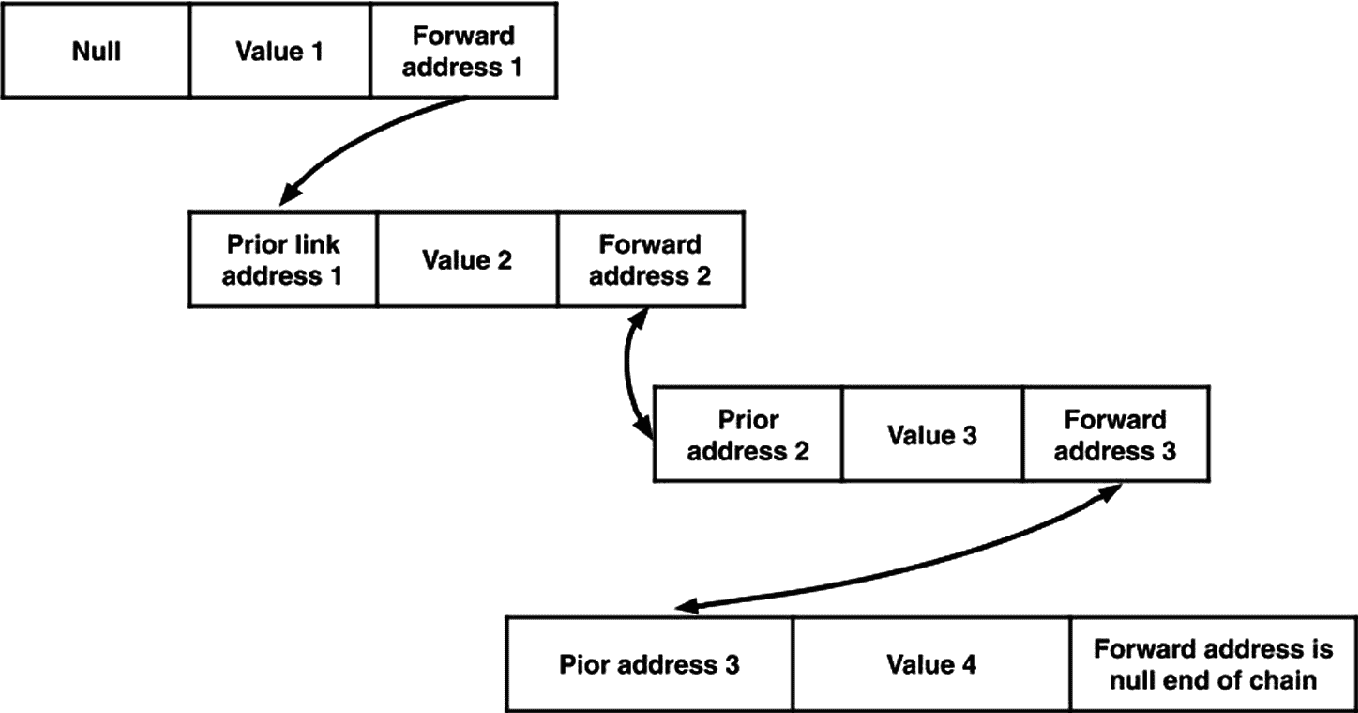 Null
Value 1
Forward
address 1
Prior link
address 1
Value 2
Forward
address 2
Prior
address 2
Value 3
Forward
address 3
Pior address 3
Value 4
Forward address is
null end of chain